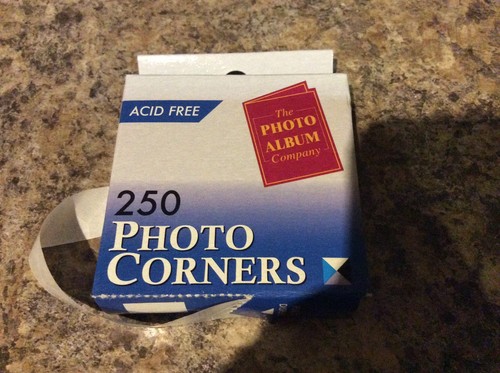 ACID FREE
The
PHOTO
ALBUM
Company
250
PHOTO
CORNERS